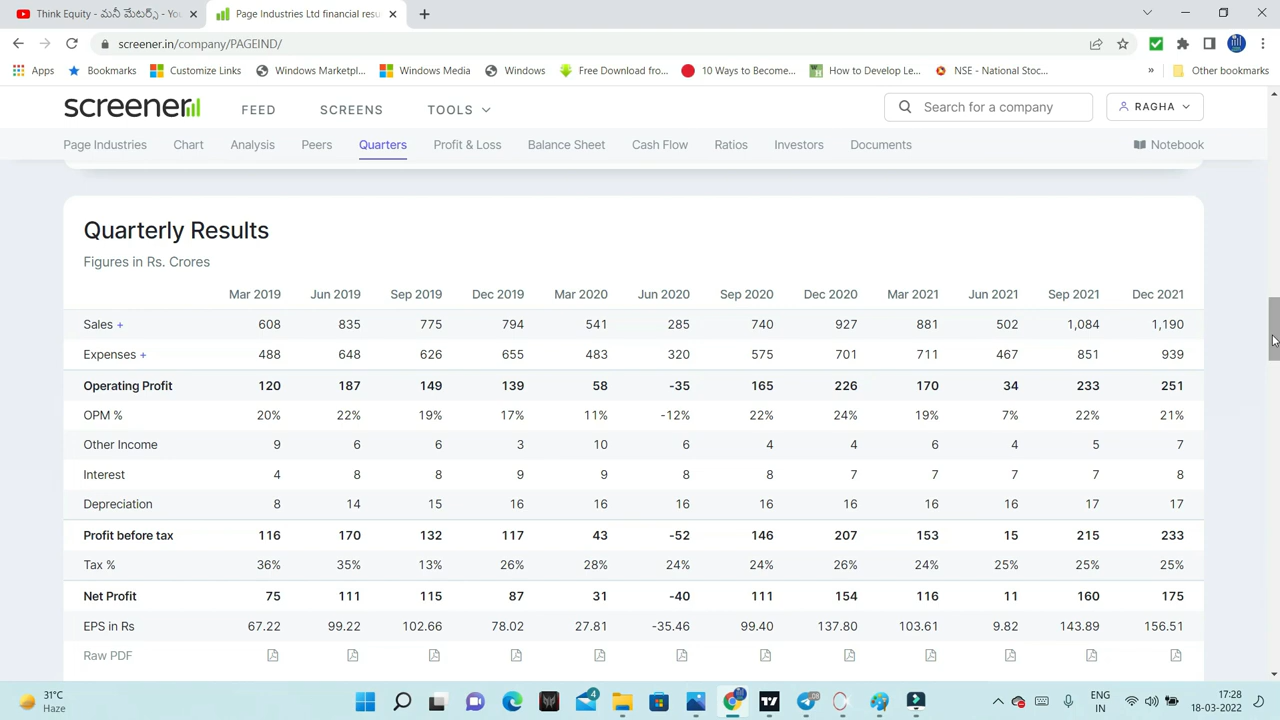 Think Equity - మనీ మేటర్స్ - You
Page Industries Ltd financial resu
screener.in/company/PAGEIND/
Apps Bookmarks Customize Links Windows Marketpl... Windows Media Windows Free Download fro... 10 Ways to Become... How to Develop Le... NSE - National Stoc... » Other bookmarks
screener FEED SCREENS TOOLS Search for a company RAGHA
Page Industries Chart Analysis Peers Quarters Profit & Loss Balance Sheet Cash Flow Ratios Investors Documents Notebook
Quarterly Results
Figures in Rs. Crores
Mar 2019 Jun 2019 Sep 2019 Dec 2019 Mar 2020 Jun 2020 Sep 2020 Dec 2020 Mar 2021 Jun 2021 Sep 2021 Dec 2021
Sales + 608 835 775 794 541 285 740 927 881 502 1,084 1,190
Expenses + 488 648 626 655 483 320 575 701 711 467 851 939
Operating Profit 120 187 149 139 58 -35 165 226 170 34 233 251
OPM % 20% 22% 19% 17% 11% -12% 22% 24% 19% 7% 22% 21%
Other Income 9 6 6 3 10 6 4 4 6 4 5 7
Interest 4 8 8 9 9 8 8 7 7 7 7 8
Depreciation 8 14 15 16 16 16 16 16 16 16 17 17
Profit before tax 116 170 132 117 43 -52 146 207 153 15 215 233
Tax % 36% 35% 13% 26% 28% 24% 24% 26% 24% 25% 25% 25%
Net Profit 75 111 115 87 31 -40 111 154 116 11 160 175
EPS in Rs 67.22 99.22 102.66 78.02 27.81 -35.46 99.40 137.80 103.61 9.82 143.89 156.51
Raw PDF
31°C
Haze
4
ENG
IN
17:28
18-03-2022